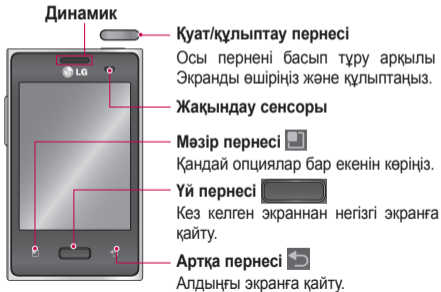 Динамик
Қуат/құлыптау пернесі
Осы пернені басып тұру арқылы
Экранды өшіріңіз және құлыптаңыз.
LG
Жақындау сенсоры
Мәзір пернесі
Қандай опциялар бар екенін көріңіз.
Үй пернесі
Кез келген экраннан негізгі экранға
қайту.
Артқа пернесі
Алдыңғы экранға қайту.